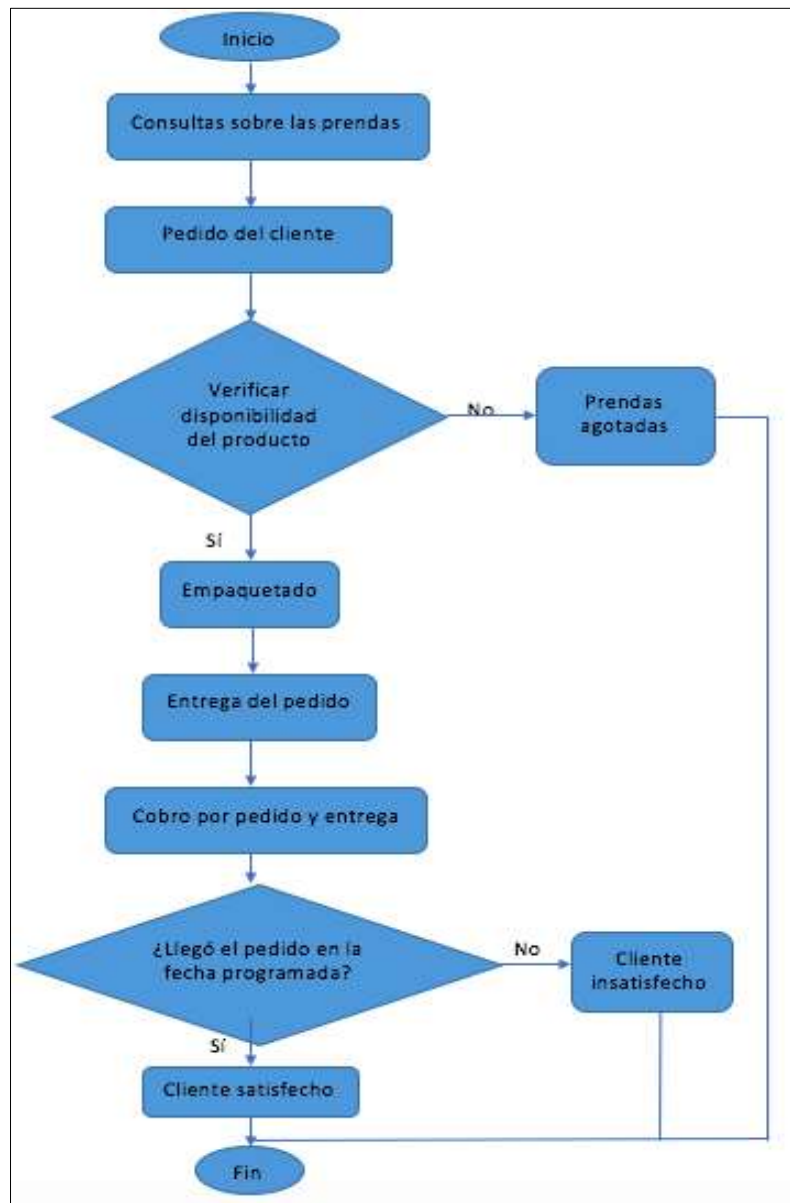 Inicio
Consultas sobre las prendas
Pedido del cliente
Verificar
disponibilidad
del producto
No
Prendas
agotadas
Sí
Empaquetado
Entrega del pedido
Cobro por pedido y entrega
¿Llegó el pedido en la
fecha programada?
No
Cliente
insatisfecho
Sí
Cliente satisfecho
Fin